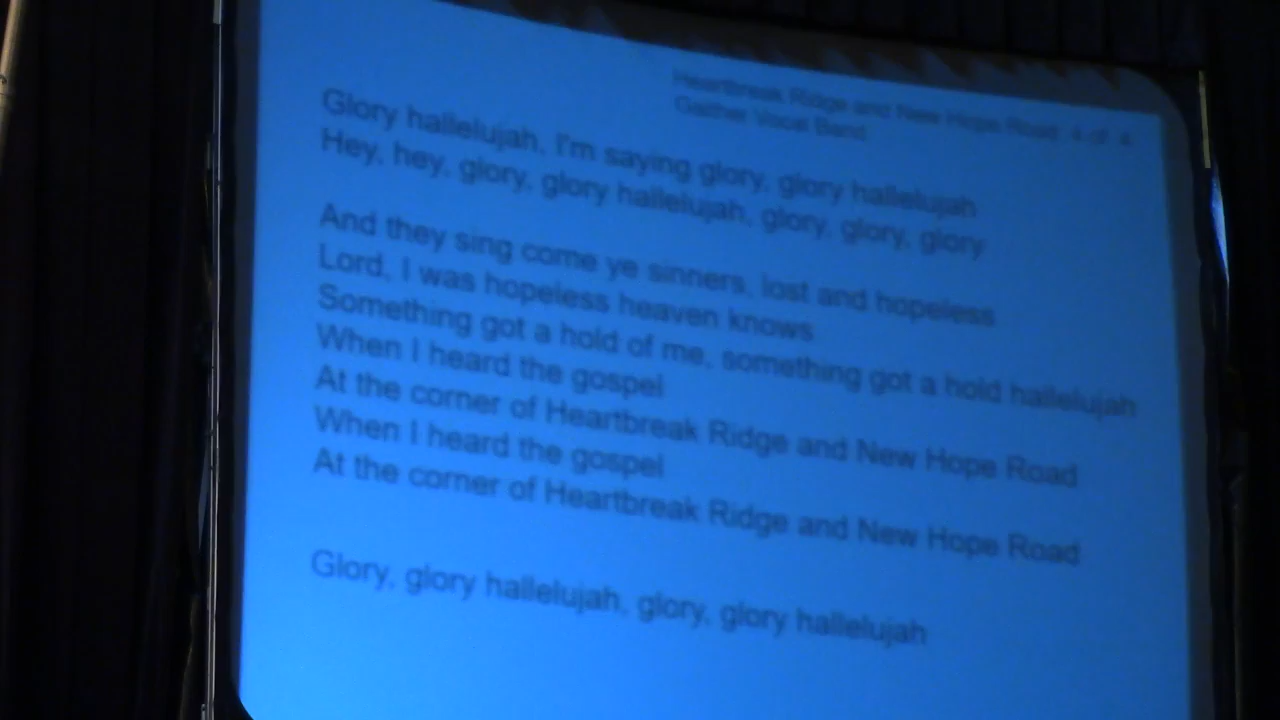 Heartbreak Ridge and New Hope Road 4 of 4
Gaither Vocal Band
Glory hallelujah, I'm saying glory, glory hallelujah
Hey, hey, glory, glory hallelujah, glory, glory, glory
And they sing come ye sinners, lost and hopeless
Lord, I was hopeless heaven knows
Something got a hold of me, something got a hold hallelujah
When I heard the gospel
At the corner of Heartbreak Ridge and New Hope Road
When I heard the gospel
At the corner of Heartbreak Ridge and New Hope Road
Glory, glory hallelujah, glory, glory hallelujah